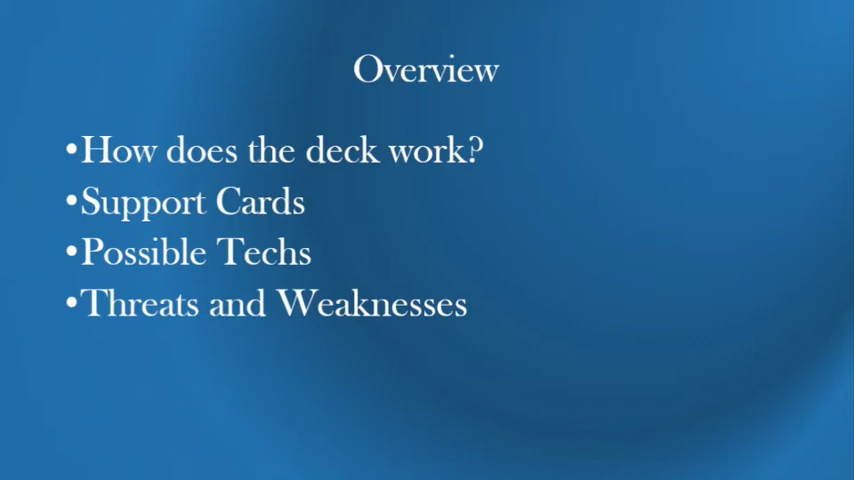 Overview
•How does the deck work?
•Support Cards
•Possible Techs
•Threats and Weaknesses